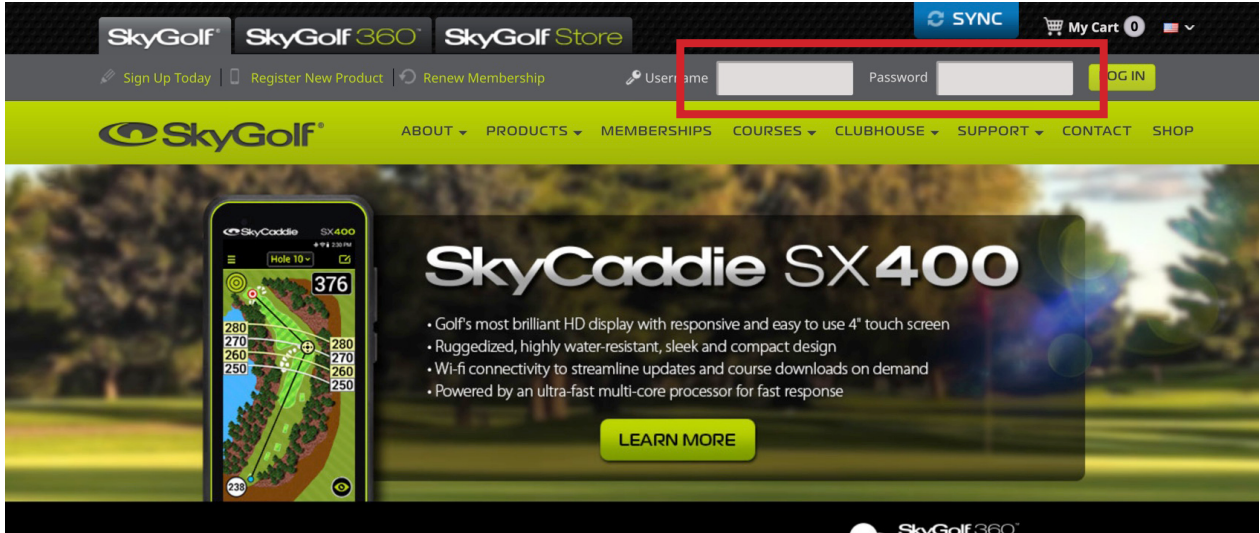 SkyGolf® SkyGolf 360° SkyGolf Store
SYNC
My Cart 0
Sign Up Today
Register New Product
Renew Membership
Username
Password
LOG IN
SkyGolf®
ABOUT PRODUCTS MEMBERSHIPS COURSES CLUBHOUSE SUPPORT CONTACT SHOP
SkyCaddie SX400
2:39 PM
Hole 10
376
280
270
260
250
280
270
260
250
238
SkyCaddie SX400
• Golf's most brilliant HD display with responsive and easy to use 4" touch screen
• Ruggedized, highly water-resistant, sleek and compact design
• Wi-fi connectivity to streamline updates and course downloads on demand
• Powered by an ultra-fast multi-core processor for fast response
LEARN MORE
SkyGolf 360°